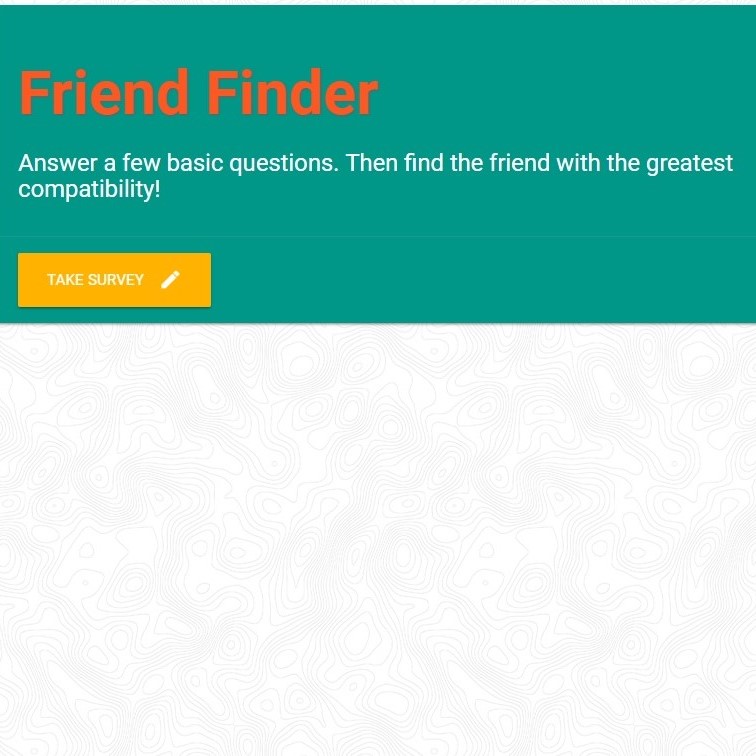 Friend Finder
Answer a few basic questions. Then find the friend with the greatest
compatibility!
TAKE SURVEY